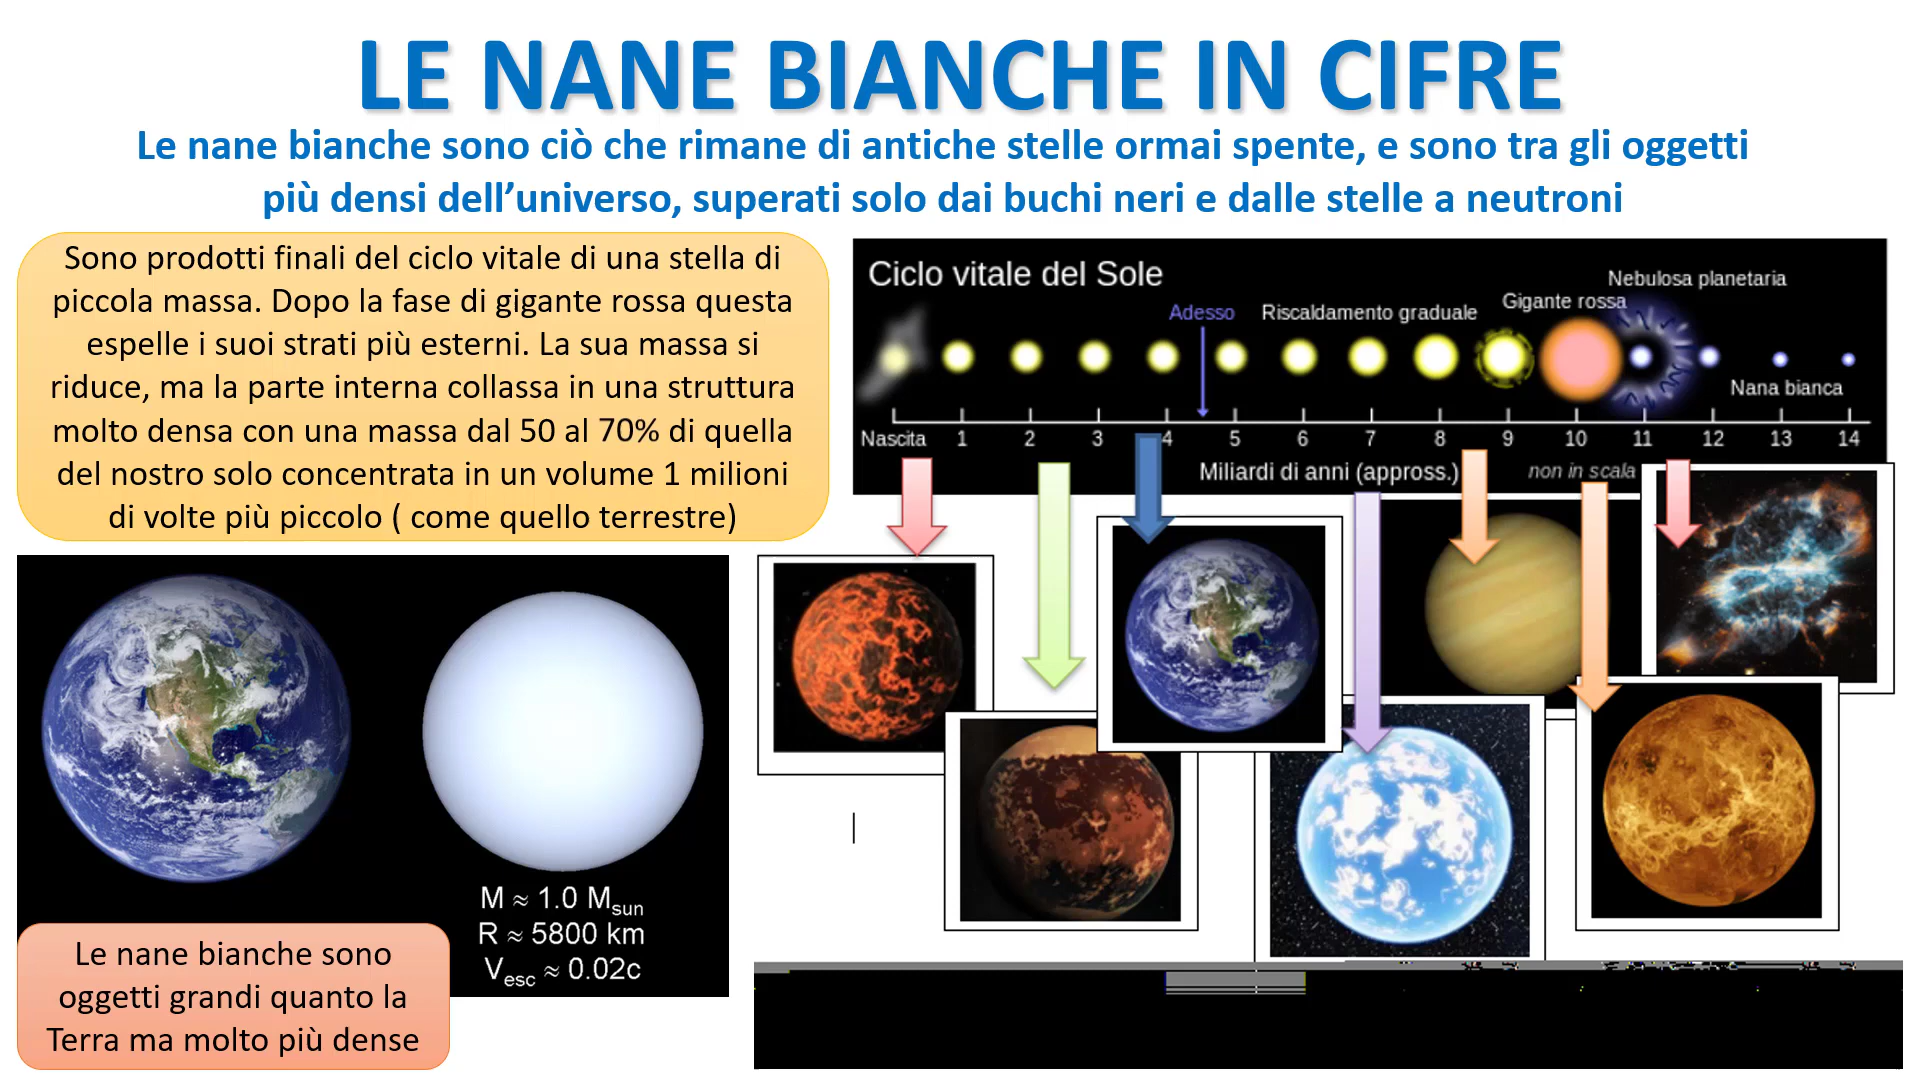 LE NANE BIANCHE IN CIFRE
Le nane bianche sono ciò che rimane di antiche stelle ormai spente, e sono tra gli oggetti
più densi dell’universo, superati solo dai buchi neri e dalle stelle a neutroni
Sono prodotti finali del ciclo vitale di una stella di
piccola massa. Dopo la fase di gigante rossa questa
espelle i suoi strati più esterni. La sua massa si
riduce, ma la parte interna collassa in una struttura
molto densa con una massa dal 50 al 70% di quella
del nostro solo concentrata in un volume 1 milioni
di volte più piccolo ( come quello terrestre)
Ciclo vitale del Sole
Nebulosa planetaria
Gigante rossa
Adesso
Riscaldamento graduale
Nana bianca
Nascita 1 2 3 4 5 6 7 8 9 10 11 12 13 14
Miliardi di anni (appross.)
non in scala
M ≈ 1.0 Msun
R ≈ 5800 km
Vesc ≈ 0.02c
Le nane bianche sono
oggetti grandi quanto la
Terra ma molto più dense